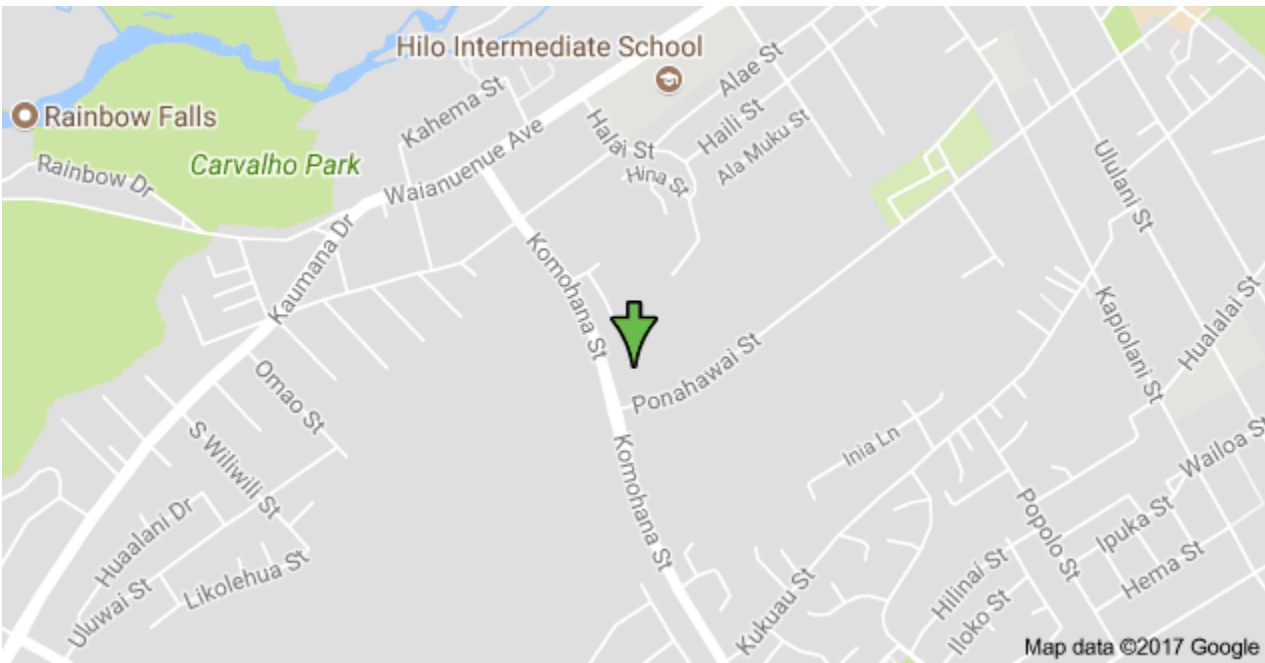 Hilo Intermediate School
Alae St
Kahema St
Rainbow Falls
Halai St
Haili St
Ala Muku St
Waianuenue Ave
Carvalho Park
Rainbow Dr
Hina St
Ululani St
Kaumana Dr
Komohana St
Kapiolani St
Hualalai St
Ponahawai St
Omao St
S Wiliwili St
Inia Ln
Komohana St
Wailoa St
Huaalani Dr
Popolo St
Ipuka St
Likolehua St
Uluwai St
Kukuau St
Hilinai St
Iloko St
Hema St
Map data ©2017 Google